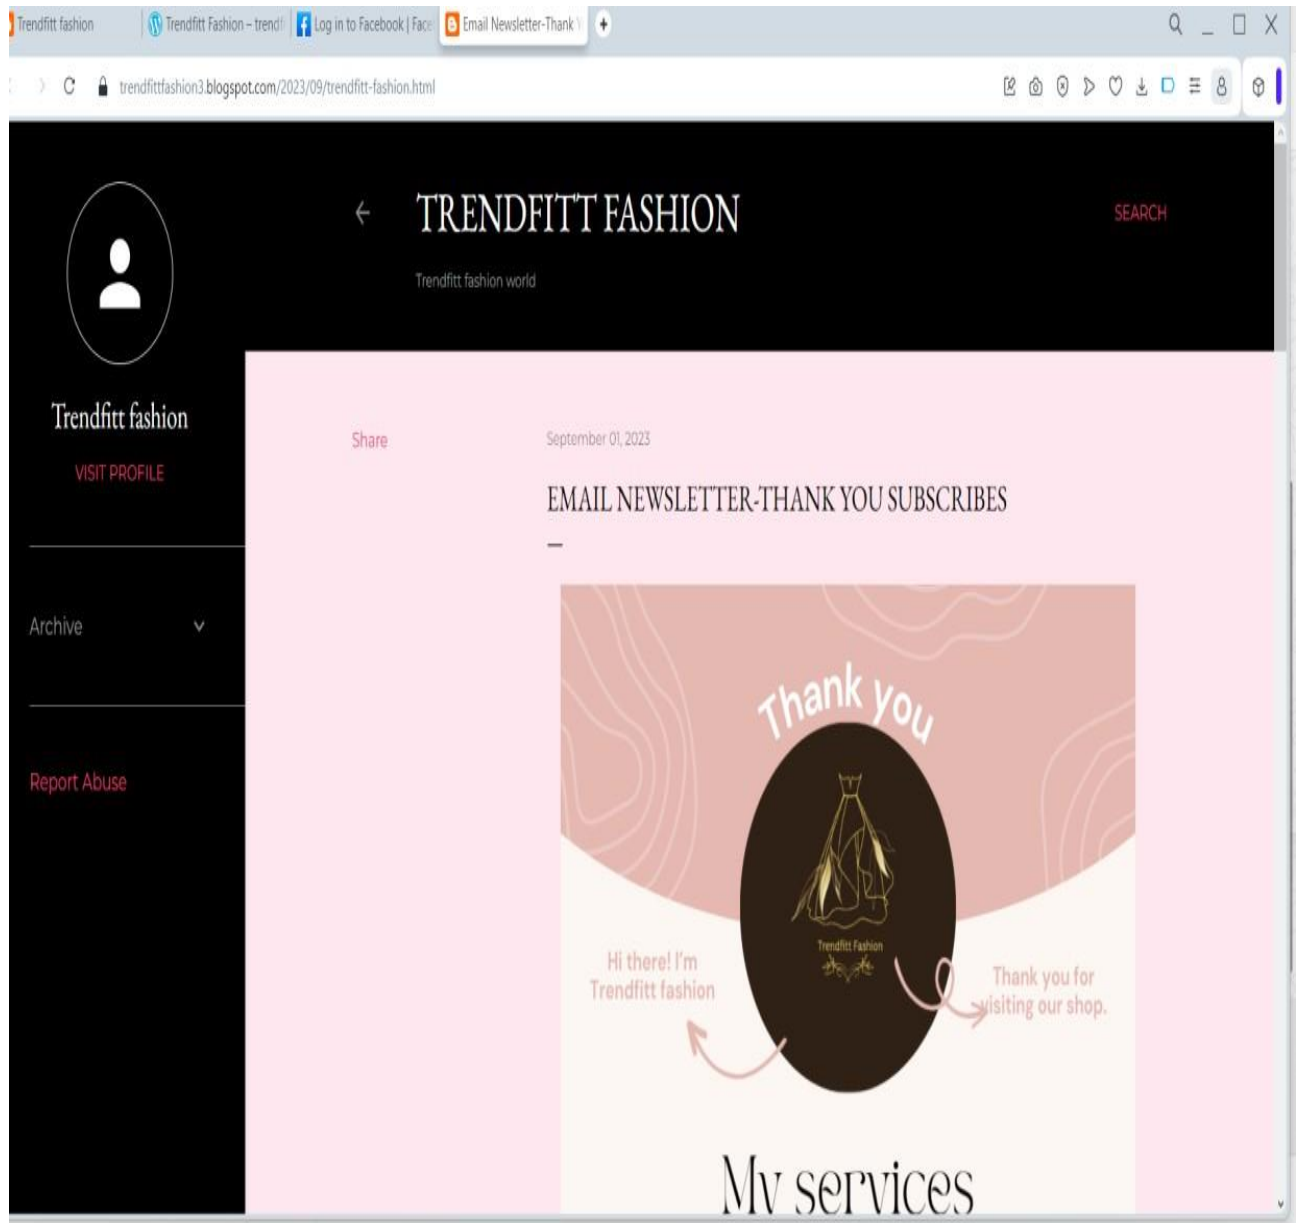 Trendfitt fashion
Trendfitt Fashion – trendf
Log in to Facebook | Face
Email Newsletter-Thank Y
trendfittfashion3.blogspot.com/2023/09/trendfitt-fashion.html
TRENDFITT FASHION
SEARCH
Trendfitt fashion world
Trendfitt fashion
VISIT PROFILE
Archive
Report Abuse
Share
September 01, 2023
EMAIL NEWSLETTER-THANK YOU SUBSCRIBES
Thank you
Trendfitt Fashion
Hi there! I'm
Trendfitt fashion
Thank you for
visiting our shop.
My services